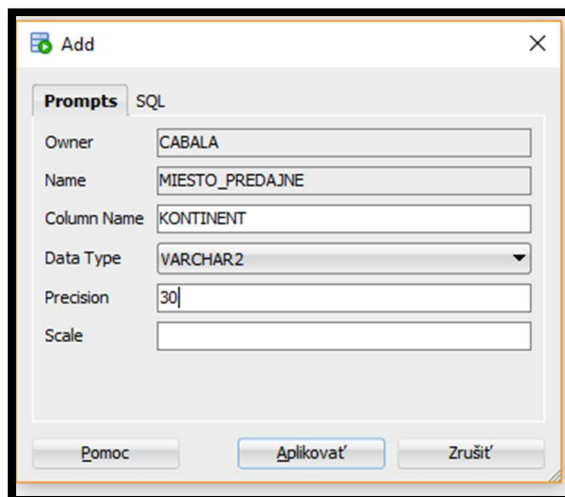 Add
Prompts SQL
Owner CABALA
Name MIESTO_PREDAJNE
Column Name KONTINENT
Data Type VARCHAR2
Precision 30
Scale
Pomoc Aplikovať Zrušiť